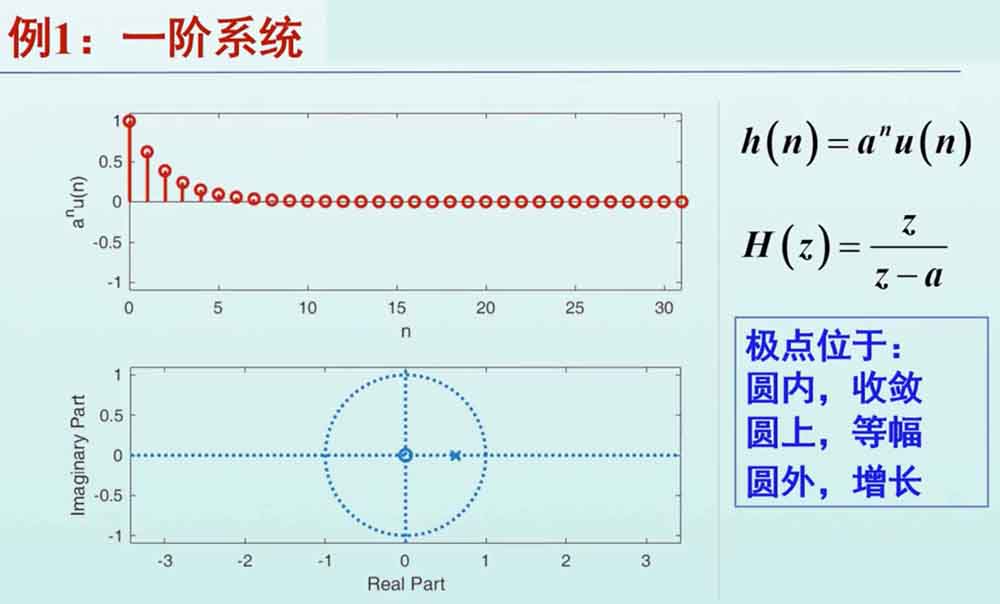 例1：一阶系统
1
0.5
0
-0.5
-1
aⁿu(n)
0 5 10 15 20 25 30
n
1
0.5
0
-0.5
-1
Imaginary Part
-3 -2 -1 0 1 2 3
Real Part
h(n)=aⁿu(n)
H(z)=z/(z-a)
极点位于：
圆内，收敛
圆上，等幅
圆外，增长